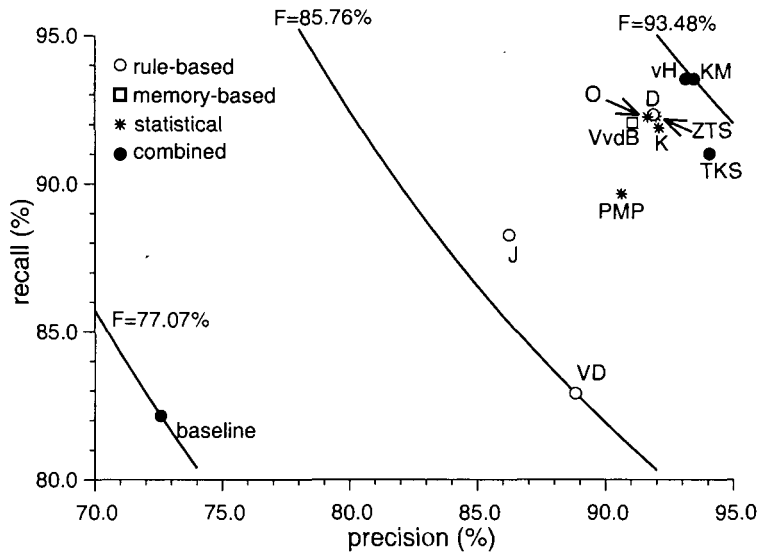 F=85.76%
F=93.48%
95.0
90.0
85.0
80.0
recall (%)
rule-based
memory-based
statistical
combined
vH
KM
O
D
VvdB
K
ZTS
TKS
PMP
J
F=77.07%
VD
baseline
70.0
75.0
80.0
85.0
90.0
95.0
precision (%)